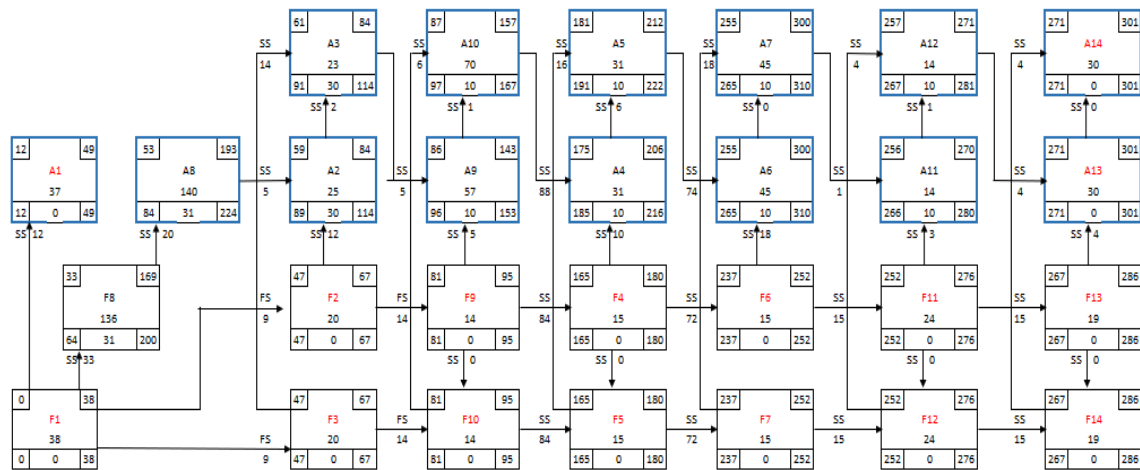 61 84 87 157 181 212 255 300 257 271 271 301
SS A3 SS A10 SS A5 SS A7 SS A12 SS A14
14 23 6 70 16 31 18 45 4 14 4 30
91 30 114 97 10 167 191 10 222 265 10 310 267 10 281 271 0 301
SS 2 SS 1 SS 6 SS 0 SS 1 SS 0
12 49 53 193 59 84 86 143 175 206 255 300 256 270 271 301
A1 A8 SS A2 SS A9 SS A4 SS A6 SS A11 SS A13
37 140 5 25 5 57 88 31 74 45 1 14 4 30
12 0 49 84 31 224 89 30 114 96 10 153 185 10 216 265 10 310 266 10 280 271 0 301
SS 12 SS 20 SS 12 SS 5 SS 10 SS 18 SS 3 SS 4
33 169 47 67 81 95 165 180 237 252 252 276 267 286
F8 FS F2 FS F9 SS F4 SS F6 SS F11 SS F13
136 9 20 14 14 84 15 72 15 15 24 15 19
64 31 200 47 0 67 81 0 95 165 0 180 237 0 252 252 0 276 267 0 286
SS 33 SS 0 SS 0 SS 0 SS 0
0 38 47 67 81 95 165 180 237 252 252 276 267 286
F1 FS F3 FS F10 SS F5 SS F7 SS F12 SS F14
38 9 20 14 14 84 15 72 15 15 24 15 19
0 0 38 47 0 67 81 0 95 165 0 180 237 0 252 252 0 276 267 0 286